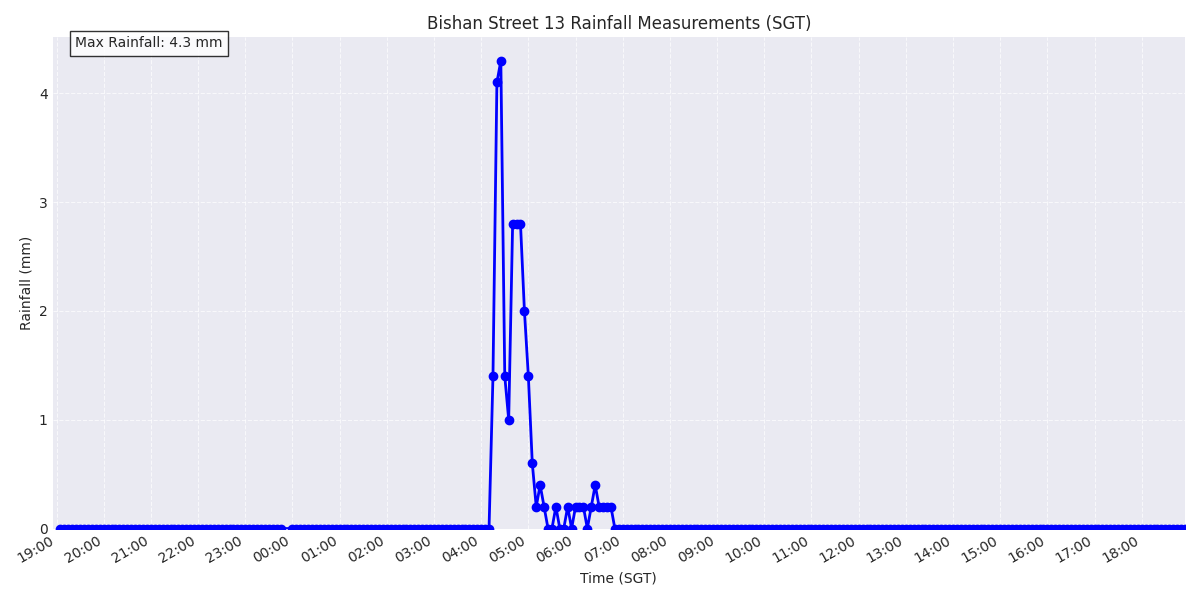 Bishan Street 13 Rainfall Measurements (SGT)
Max Rainfall: 4.3 mm
4
3
2
1
0
Rainfall (mm)
19:00 20:00 21:00 22:00 23:00 00:00 01:00 02:00 03:00 04:00 05:00 06:00 07:00 08:00 09:00 10:00 11:00 12:00 13:00 14:00 15:00 16:00 17:00 18:00
Time (SGT)